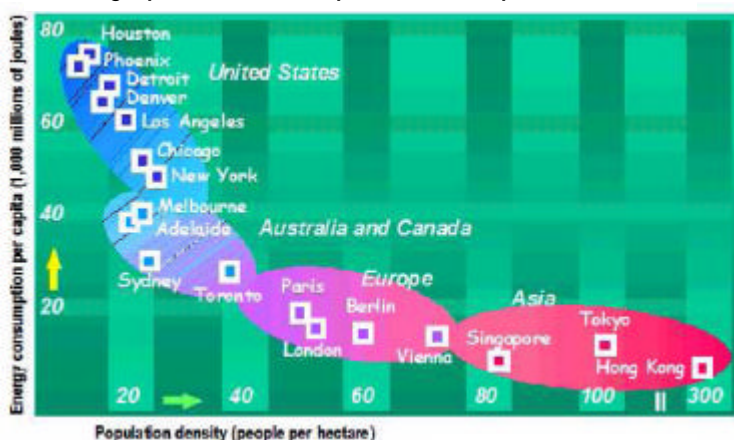 80
Houston
Phoenix
Detroit
United States
Denver
Los Angeles
60
Chicago
New York
Melbourne
40
Adelaide
Australia and Canada
Sydney
Toronto
Europe
Paris
Berlin
Asia
20
London
Vienna
Singapore
Tokyo
Hong Kong
20 40 60 80 100 300
Energy consumption per capita (1,000 millions of joules)
Population density (people per hectare)